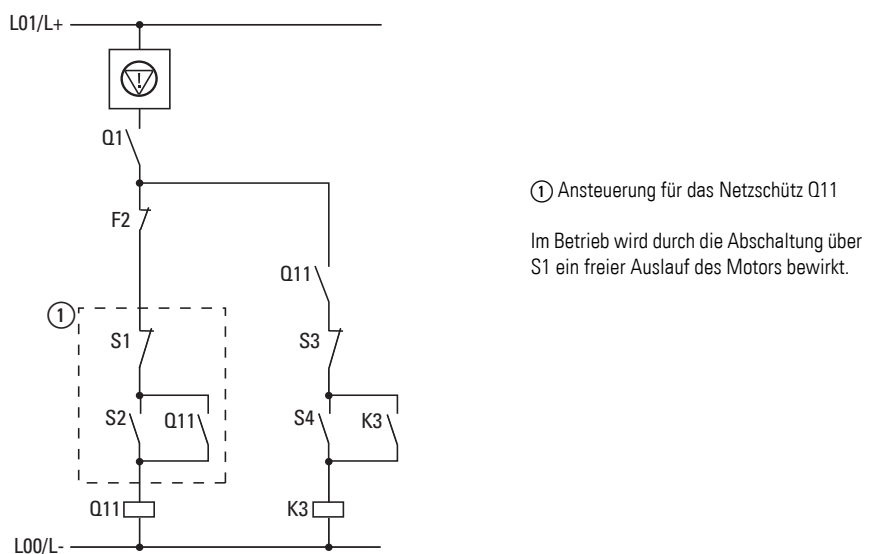 L01/L+
Q1
F2
Q11
① Ansteuerung für das Netzschütz Q11
Im Betrieb wird durch die Abschaltung über
S1 ein freier Auslauf des Motors bewirkt.
①
S1
S3
S2
Q11
S4
K3
Q11
K3
L00/L-